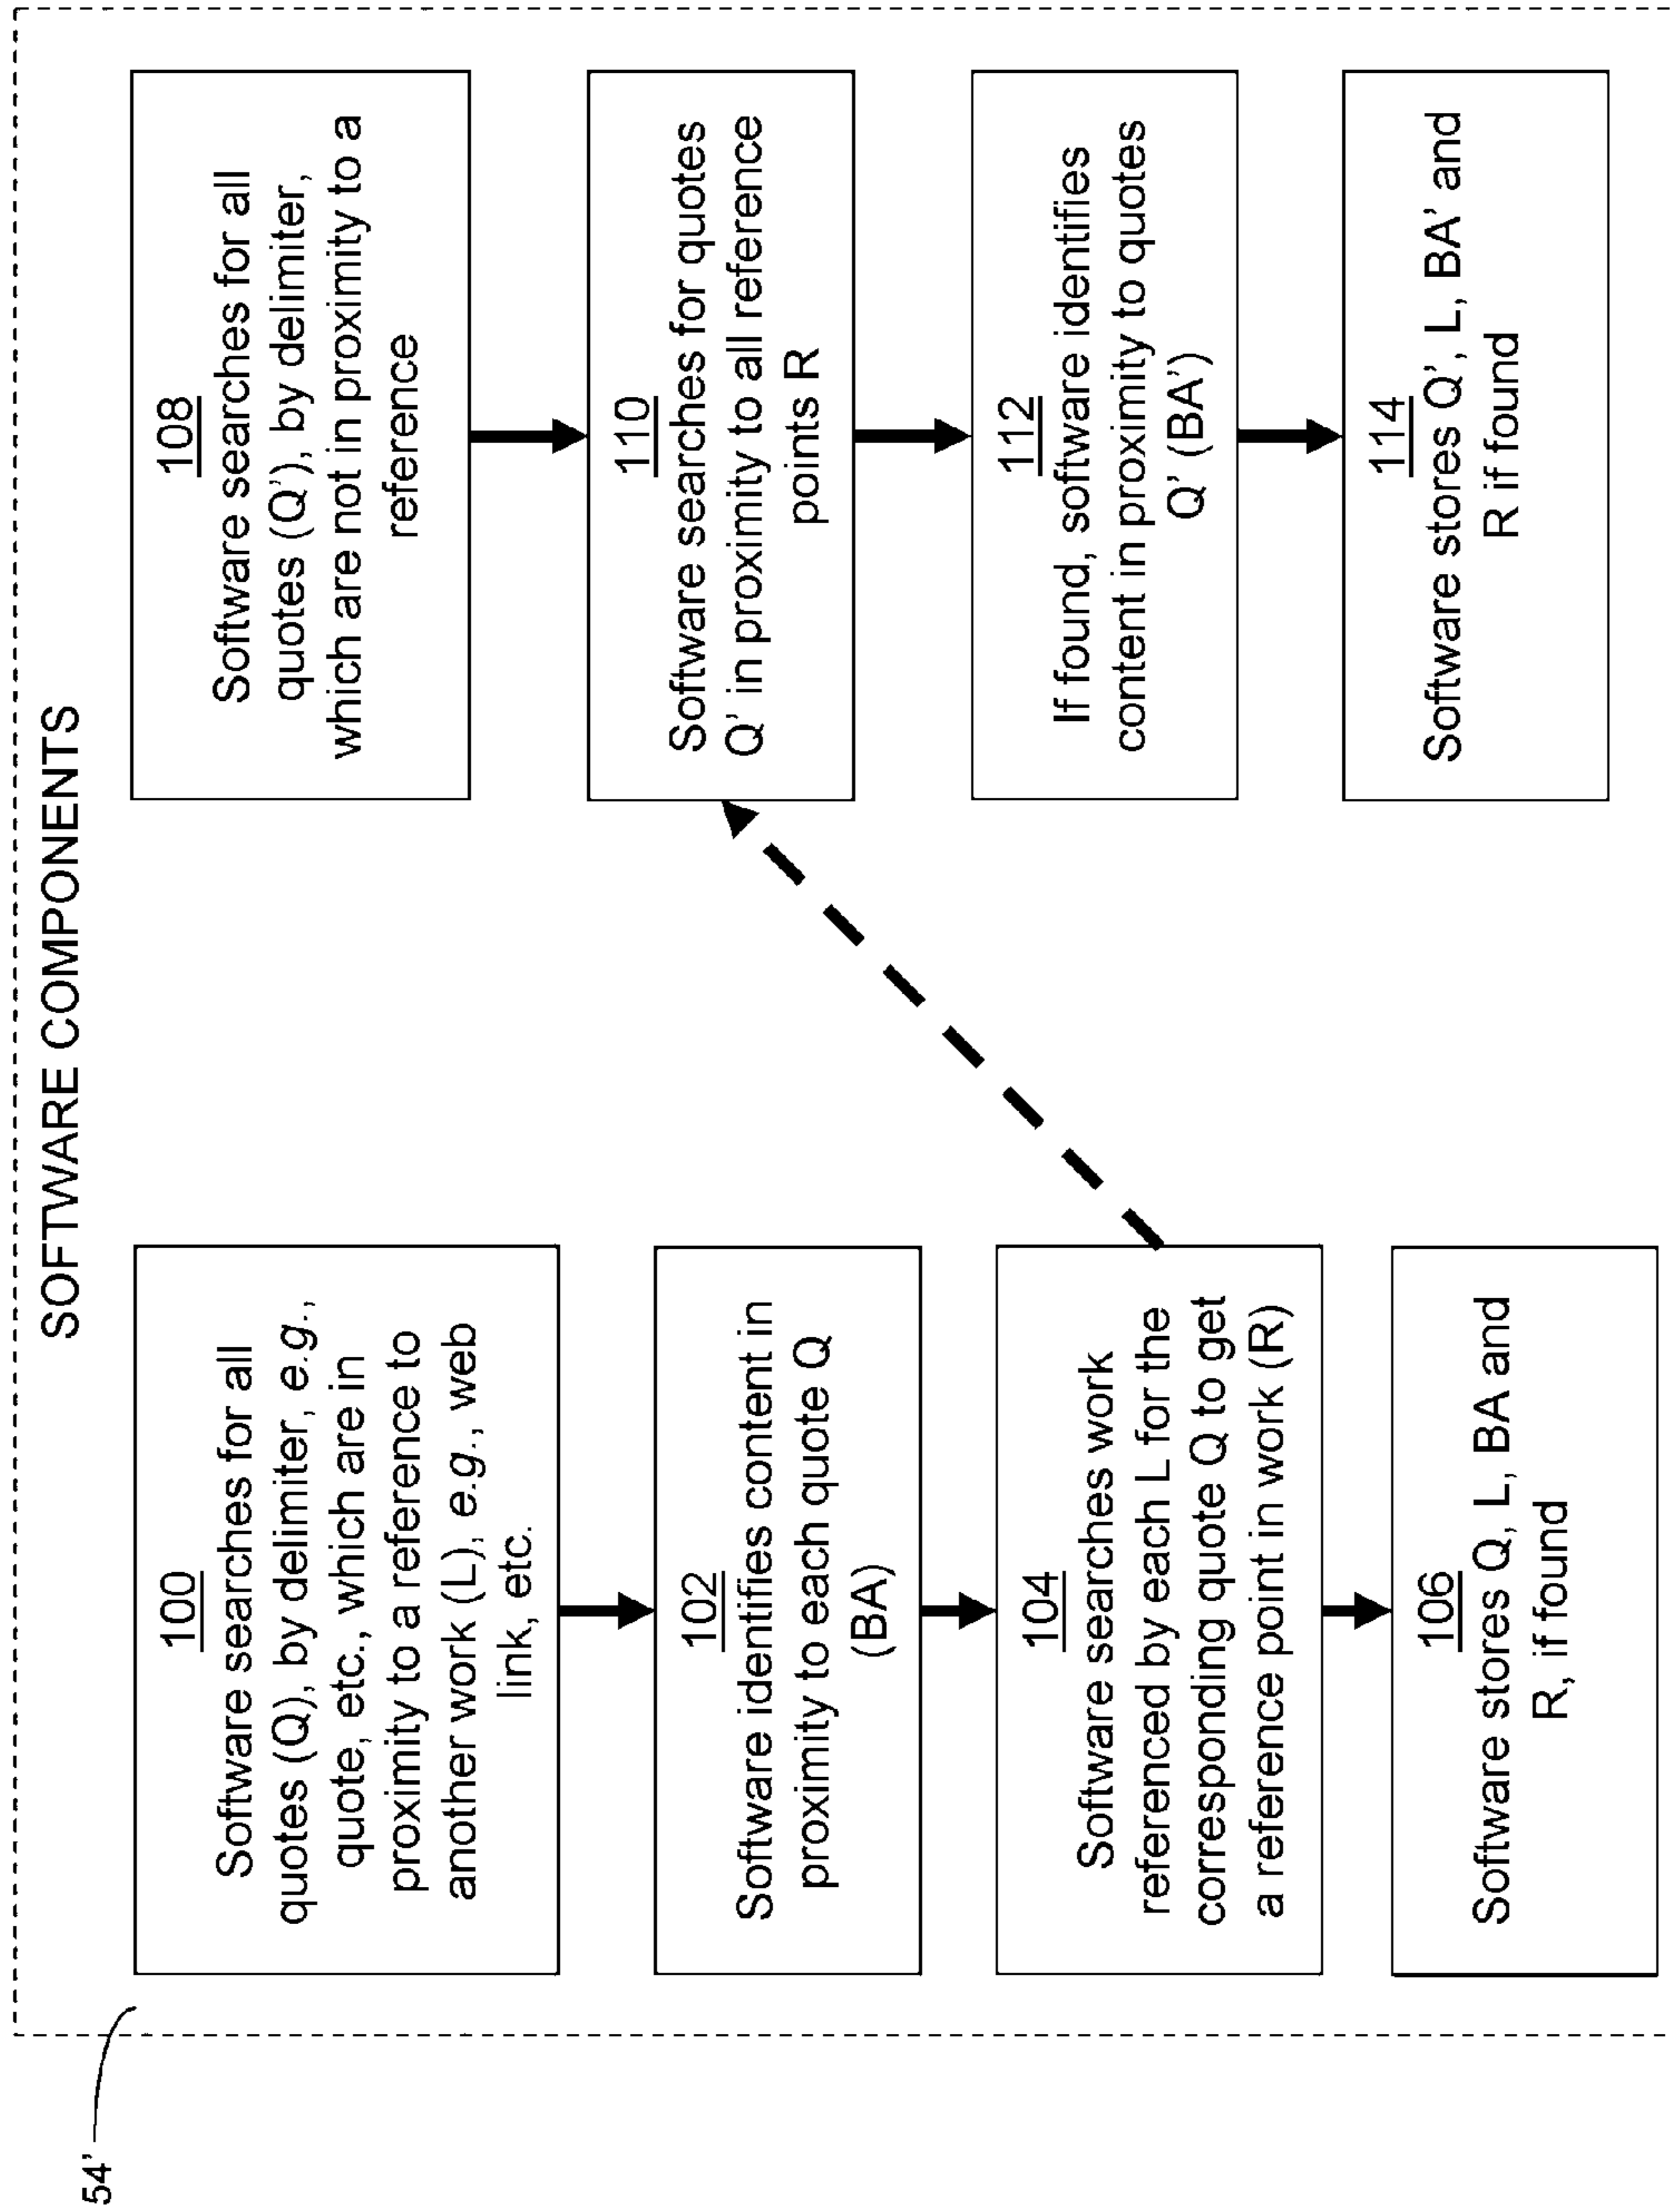 SOFTWARE COMPONENTS
54’
100
Software searches for all
quotes (Q), by delimiter, e.g.,
quote, etc., which are in
proximity to a reference to
another work (L), e.g., web
link, etc.
102
Software identifies content in
proximity to each quote Q
(BA)
104
Software searches work
referenced by each L for the
corresponding quote Q to get
a reference point in work (R)
106
Software stores Q, L, BA and
R, if found
108
Software searches for all
quotes (Q’), by delimiter,
which are not in proximity to a
reference
110
Software searches for quotes
Q’ in proximity to all reference
points R
112
If found, software identifies
content in proximity to quotes
Q’ (BA’)
114
Software stores Q’, L, BA’ and
R if found